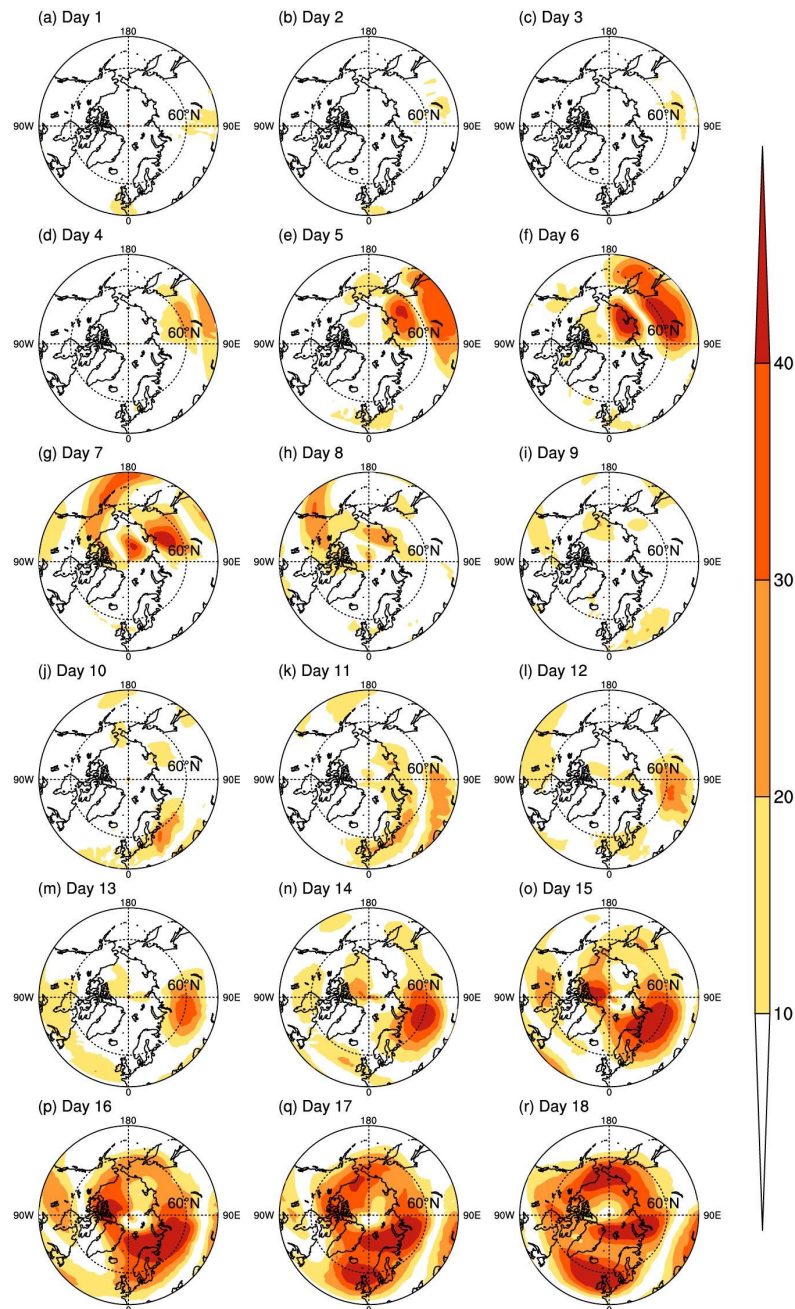 (a) Day 1
(b) Day 2
(c) Day 3
180
180
180
90W
60°N
90E
90W
60°N
90E
90W
60°N
90E
0
0
0
(d) Day 4
(e) Day 5
(f) Day 6
180
180
180
90W
60°N
90E
90W
60°N
90E
90W
60°N
90E
0
0
0
40
(g) Day 7
(h) Day 8
(i) Day 9
180
180
180
90W
60°N
90E
90W
60°N
90E
90W
60°N
90E
0
0
0
30
(j) Day 10
(k) Day 11
(l) Day 12
180
180
180
90W
60°N
90E
90W
60°N
90E
90W
60°N
90E
0
0
0
20
(m) Day 13
(n) Day 14
(o) Day 15
180
180
180
90W
60°N
90E
90W
60°N
90E
90W
60°N
90E
0
0
0
10
(p) Day 16
(q) Day 17
(r) Day 18
180
180
180
90W
60°N
90E
90W
60°N
90E
90W
60°N
90E
0
0
0